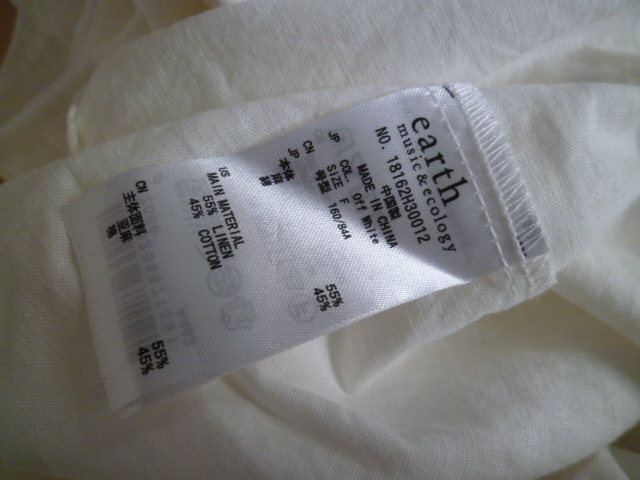 earth
music & ecology
NO. 18162H30012
中国製
MADE IN CHINA
JP COL. Off White
JP SIZE F
CN 号型 160/84A
JP 本体
麻 55%
綿 45%
US
MAIN MATERIAL
55% LINEN
45% COTTON
CN 主体面料
亚麻 55%
棉 45%